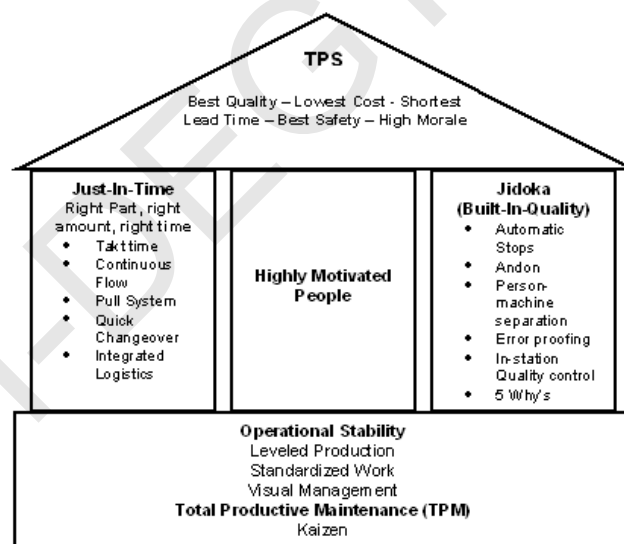 TPS
Best Quality – Lowest Cost - Shortest
Lead Time – Best Safety – High Morale
Just-In-Time
Right Part, right
amount, right time
• Takt time
• Continuous
Flow
• Pull System
• Quick
Changeover
• Integrated
Logistics
Highly Motivated
People
Jidoka
(Built-In-Quality)
• Automatic
Stops
• Andon
• Person-
machine
separation
• Error proofing
• In-station
Quality control
• 5 Why's
Operational Stability
Leveled Production
Standardized Work
Visual Management
Total Productive Maintenance (TPM)
Kaizen